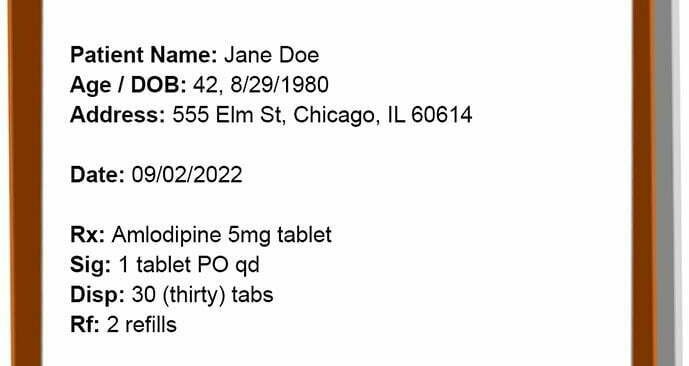 Patient Name: Jane Doe
Age / DOB: 42, 8/29/1980
Address: 555 Elm St, Chicago, IL 60614
Date: 09/02/2022
Rx: Amlodipine 5mg tablet
Sig: 1 tablet PO qd
Disp: 30 (thirty) tabs
Rf: 2 refills